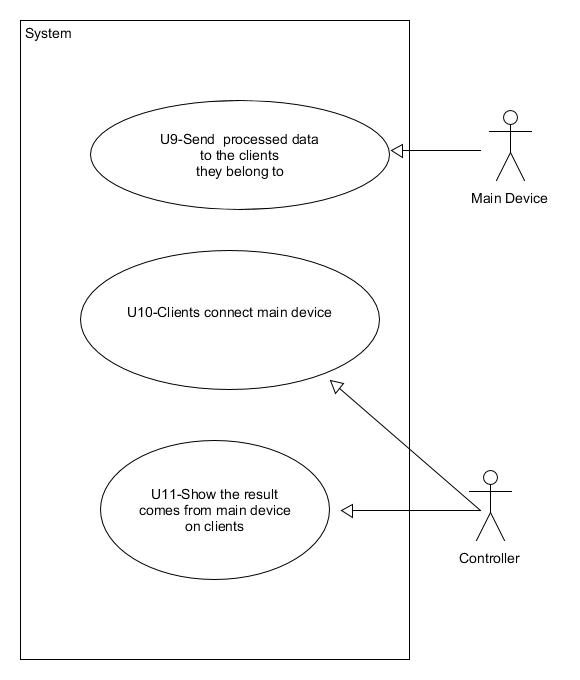 System
U9-Send  processed data
to the clients
they belong to
Main Device
U10-Clients connect main device
U11-Show the result
comes from main device
on clients
Controller